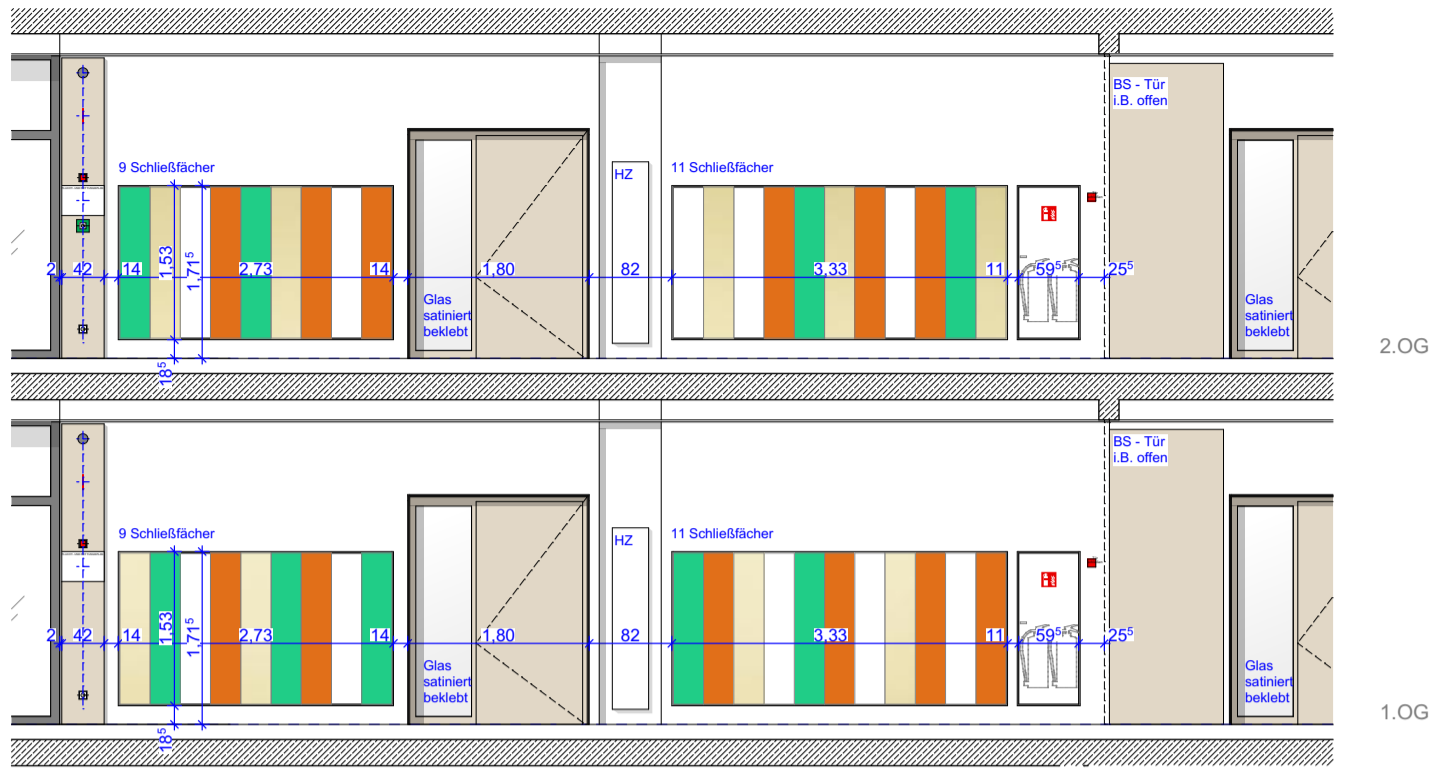 BS - Tür
i.B. offen
9 Schließfächer
HZ
11 Schließfächer
2
42
14
1,53
1,71⁵
2,73
14
1,80
82
3,33
11
59⁵
25⁵
Glas
satiniert
beklebt
Glas
satiniert
beklebt
18⁵
2.OG
BS - Tür
i.B. offen
9 Schließfächer
HZ
11 Schließfächer
2
42
14
1,53
1,71⁵
2,73
14
1,80
82
3,33
11
59⁵
25⁵
Glas
satiniert
beklebt
Glas
satiniert
beklebt
18⁵
1.OG